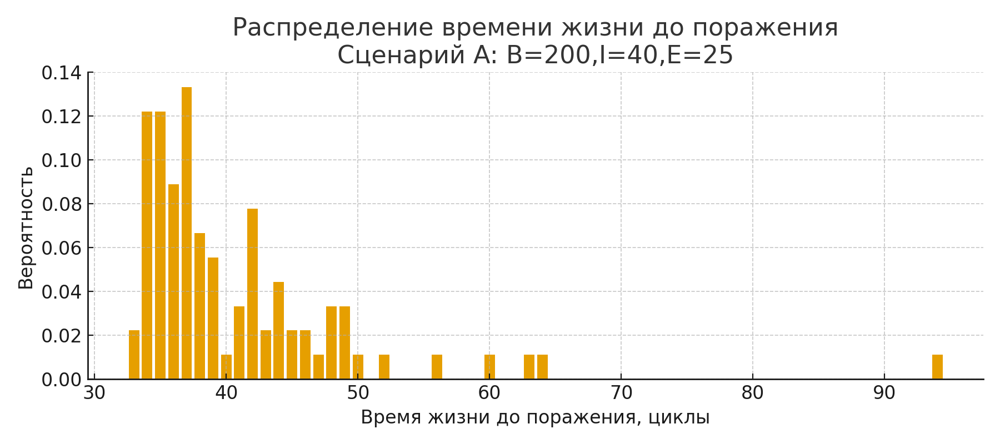 Распределение времени жизни до поражения
Сценарий A: B=200,I=40,E=25
0.14
0.12
0.10
0.08
0.06
0.04
0.02
0.00
Вероятность
30 40 50 60 70 80 90
Время жизни до поражения, циклы